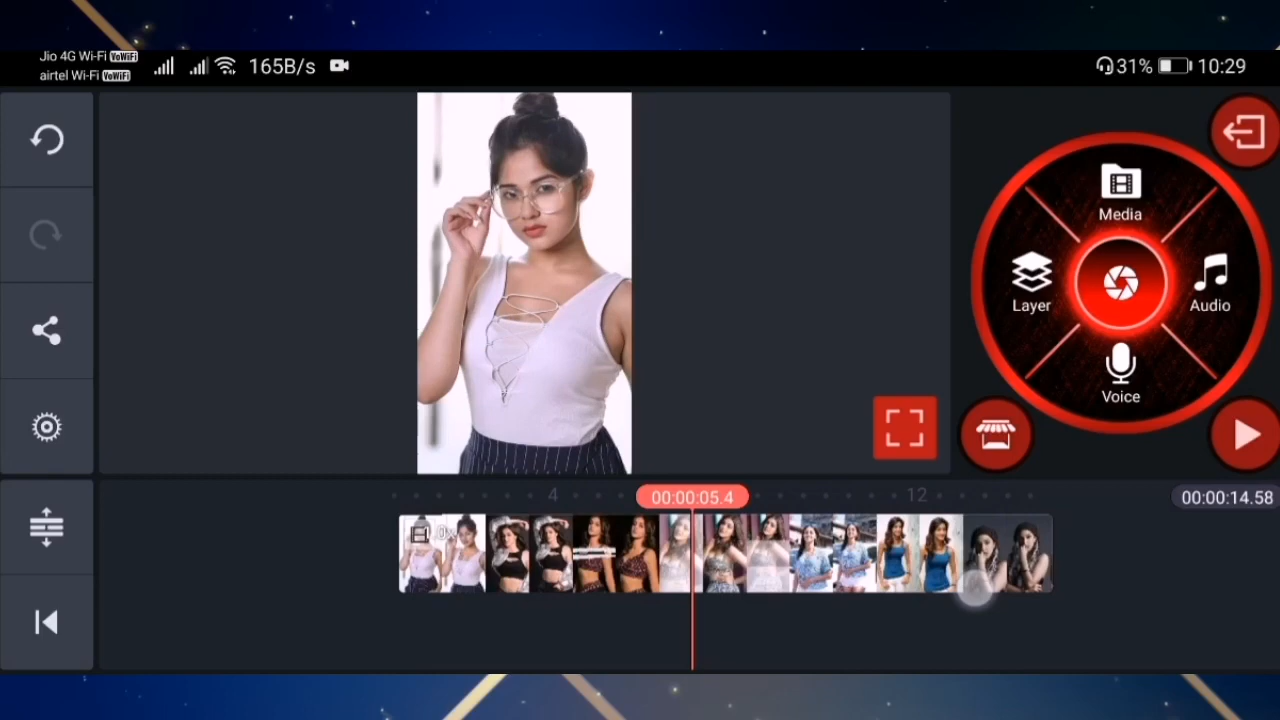 Jio 4G Wi-Fi VoWiFi
airtel Wi-Fi VoWiFi
165B/s
31% 10:29
Media
Layer
Audio
Voice
4
00:00:05.4
12
00:00:14.58